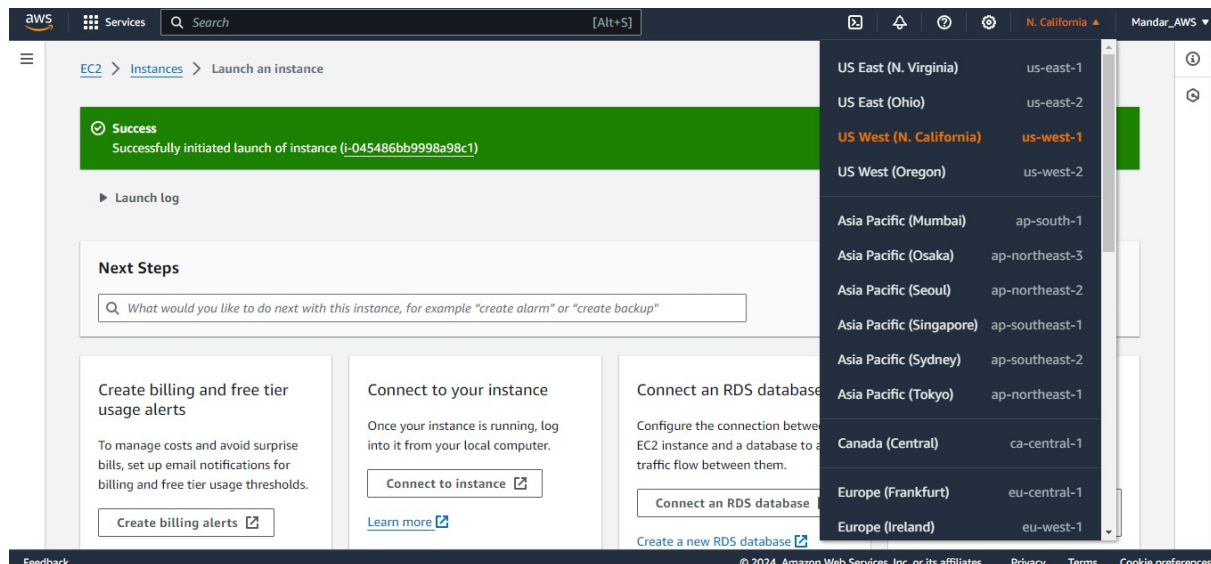 aws
Services
Search
[Alt+S]
N. California
Mandar_AWS
EC2 > Instances > Launch an instance
Success
Successfully initiated launch of instance (i-045486bb9998a98c1)
Launch log
Next Steps
What would you like to do next with this instance, for example "create alarm" or "create backup"
Create billing and free tier
usage alerts
To manage costs and avoid surprise
bills, set up email notifications for
billing and free tier usage thresholds.
Create billing alerts
Connect to your instance
Once your instance is running, log
into it from your local computer.
Connect to instance
Learn more
Connect an RDS database
Configure the connection betwee
EC2 instance and a database to a
traffic flow between them.
Connect an RDS database
Create a new RDS database
US East (N. Virginia) us-east-1
US East (Ohio) us-east-2
US West (N. California) us-west-1
US West (Oregon) us-west-2
Asia Pacific (Mumbai) ap-south-1
Asia Pacific (Osaka) ap-northeast-3
Asia Pacific (Seoul) ap-northeast-2
Asia Pacific (Singapore) ap-southeast-1
Asia Pacific (Sydney) ap-southeast-2
Asia Pacific (Tokyo) ap-northeast-1
Canada (Central) ca-central-1
Europe (Frankfurt) eu-central-1
Europe (Ireland) eu-west-1
Feedback
© 2024, Amazon Web Services, Inc. or its affiliates.
Privacy
Terms
Cookie preferences